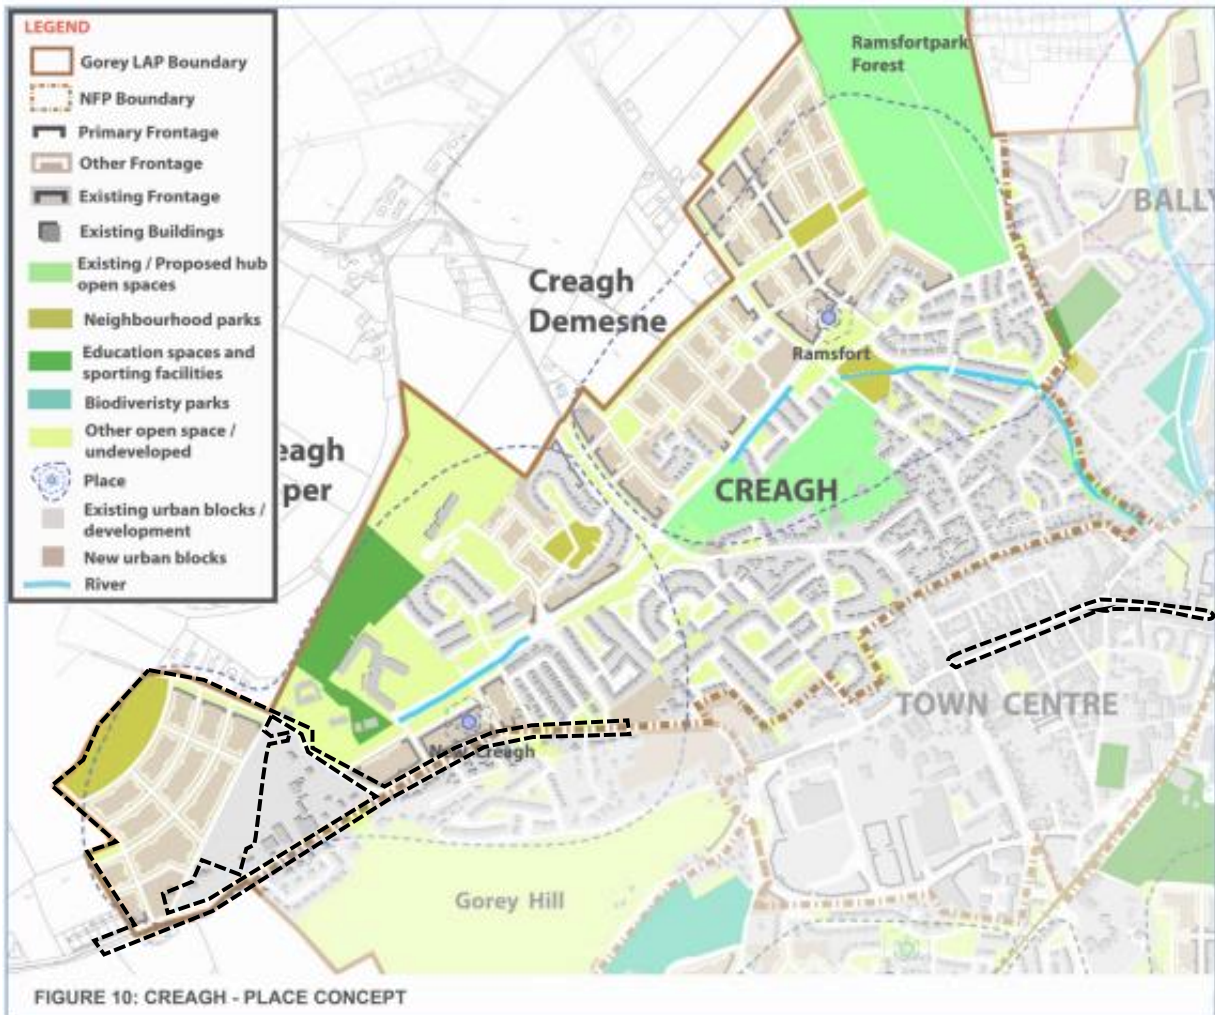 LEGEND
Gorey LAP Boundary
NFP Boundary
Primary Frontage
Other Frontage
Existing Frontage
Existing Buildings
Existing / Proposed hub
open spaces
Neighbourhood parks
Education spaces and
sporting facilities
Biodiveristy parks
Other open space /
undeveloped
Place
Existing urban blocks /
development
New urban blocks
River
Ramsfortpark
Forest
BALLY
Creagh
Demesne
Ramsfort
eagh
per
CREAGH
TOWN CENTRE
Creagh
Gorey Hill
FIGURE 10: CREAGH - PLACE CONCEPT